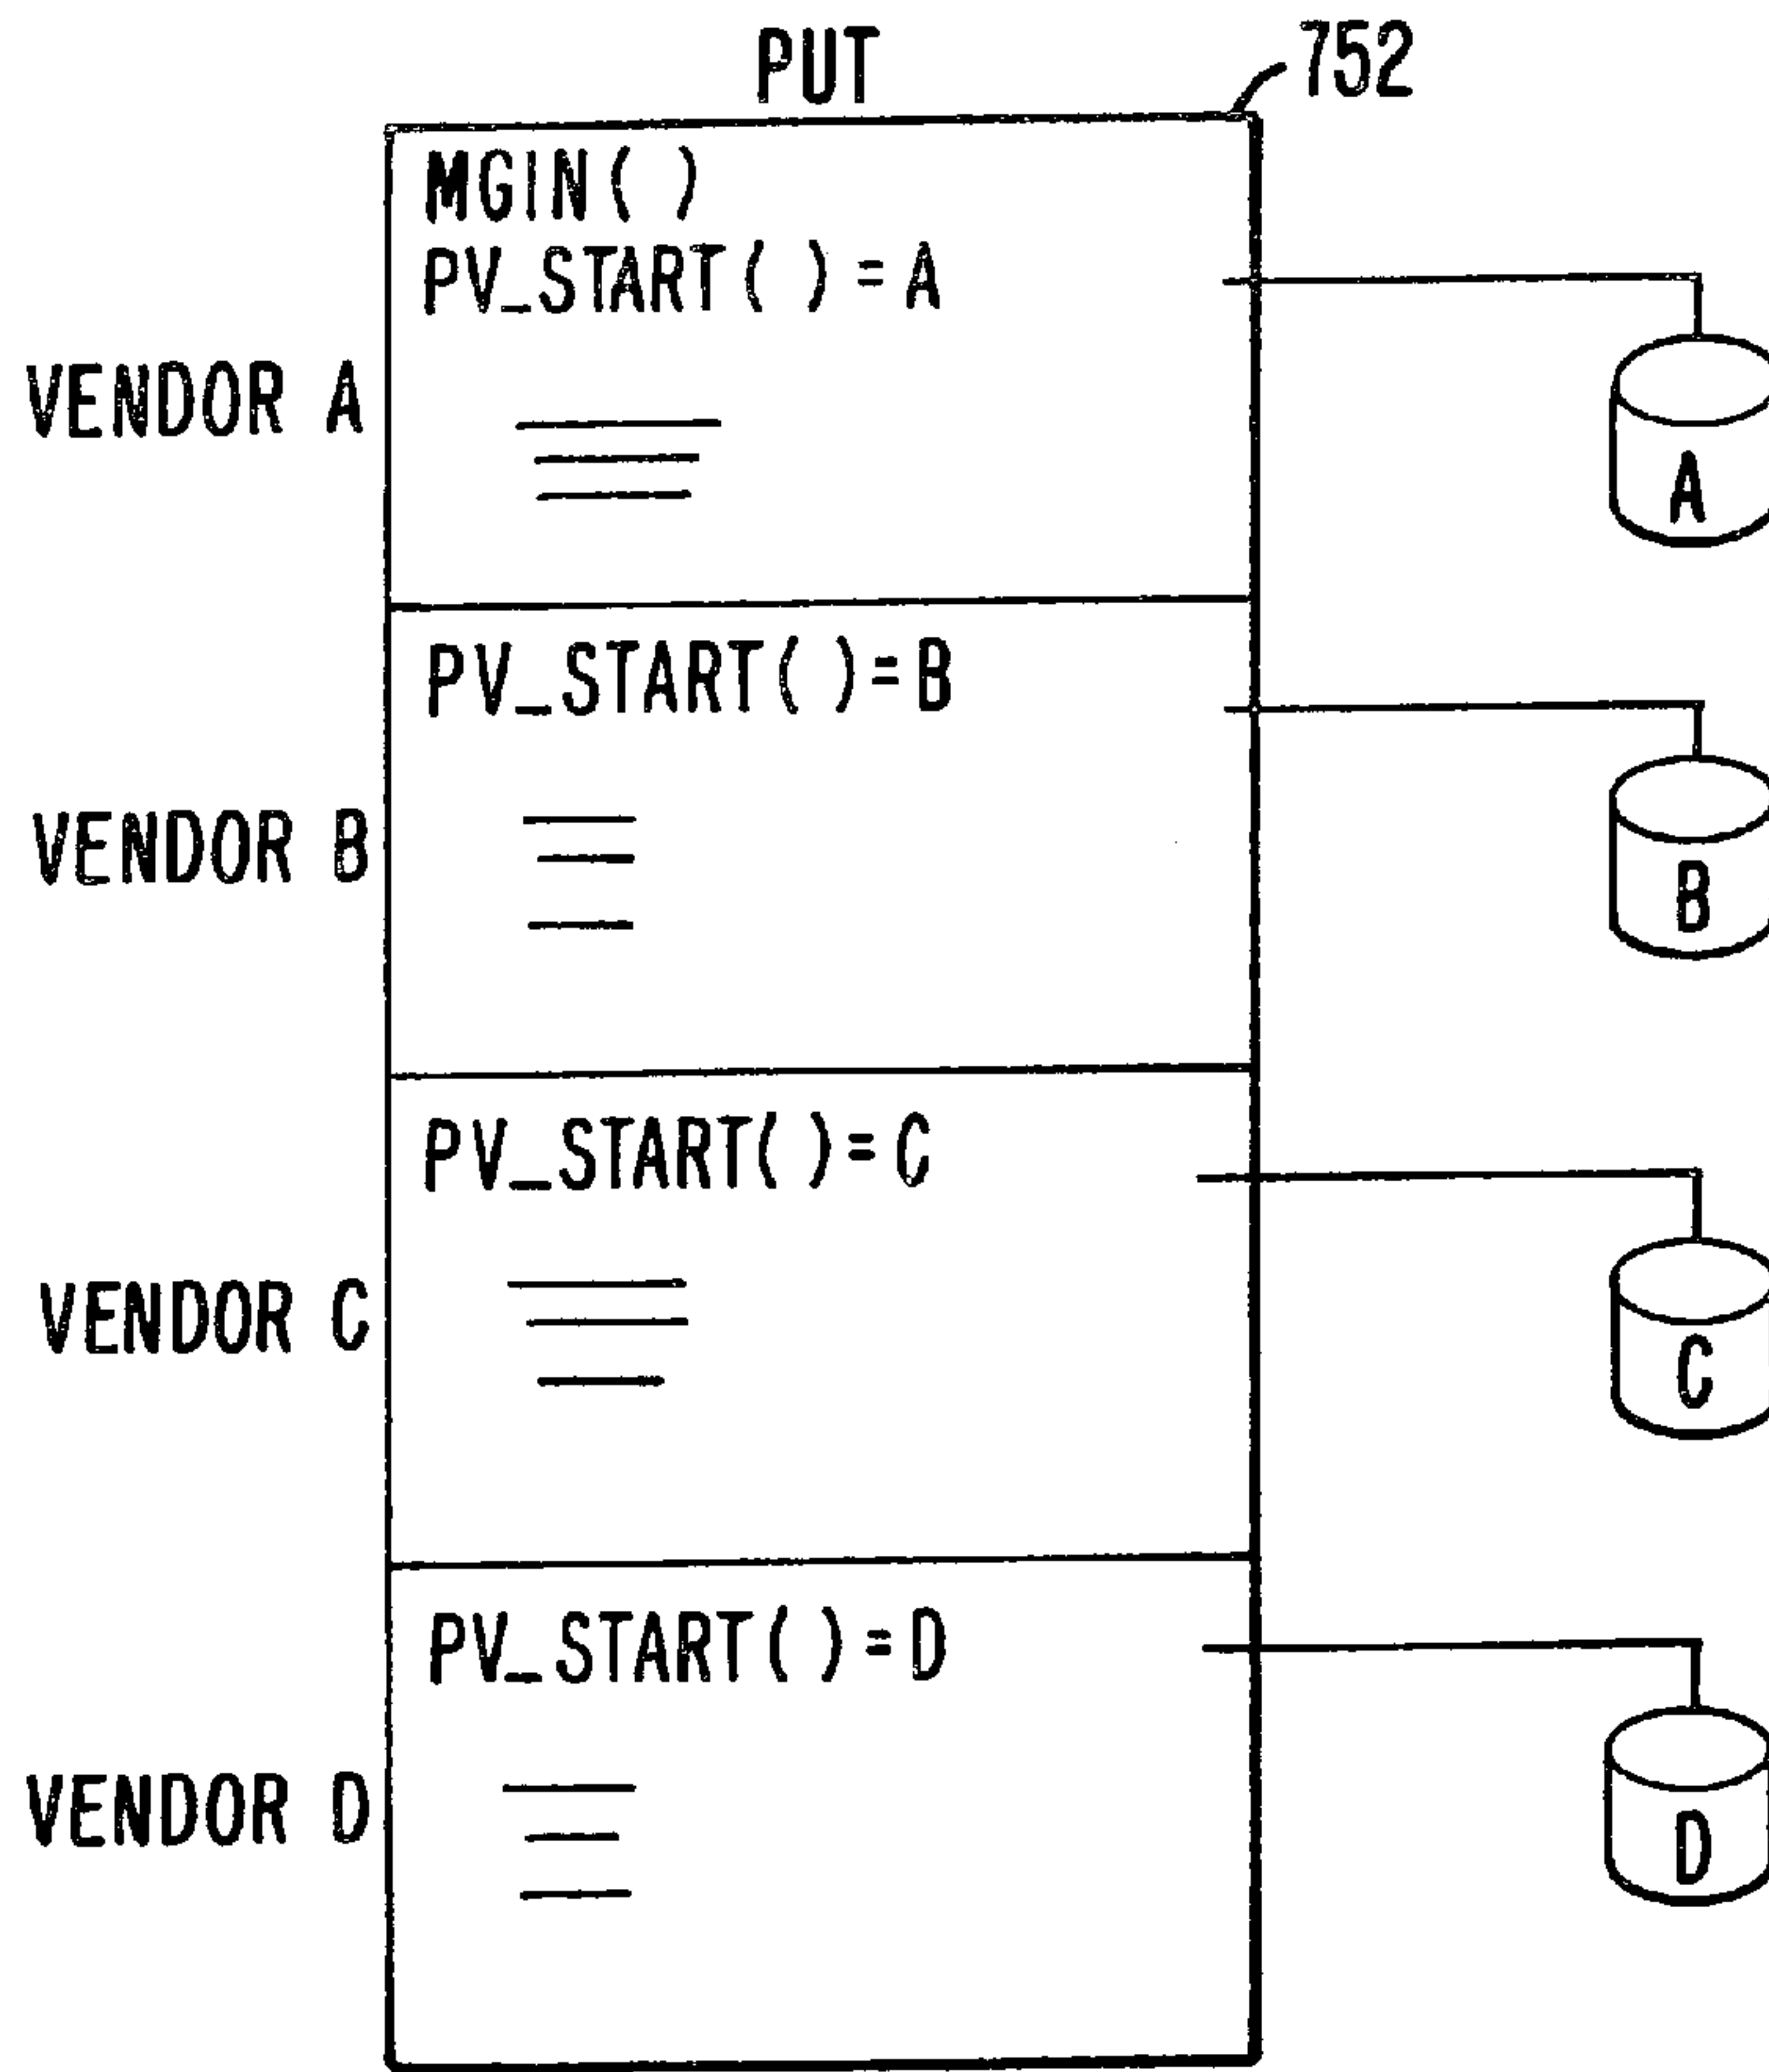 PUT
752
MGIN( )
PV_START( )=A
VENDOR A
A
PV_START( )=B
VENDOR B
B
PV_START( )=C
VENDOR C
C
PV_START( )=D
VENDOR D
D